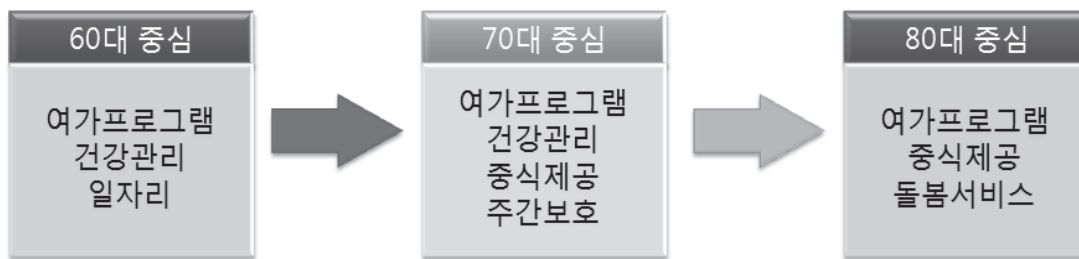 60대 중심
여가프로그램
건강관리
일자리
70대 중심
여가프로그램
건강관리
중식제공
주간보호
80대 중심
여가프로그램
중식제공
돌봄서비스